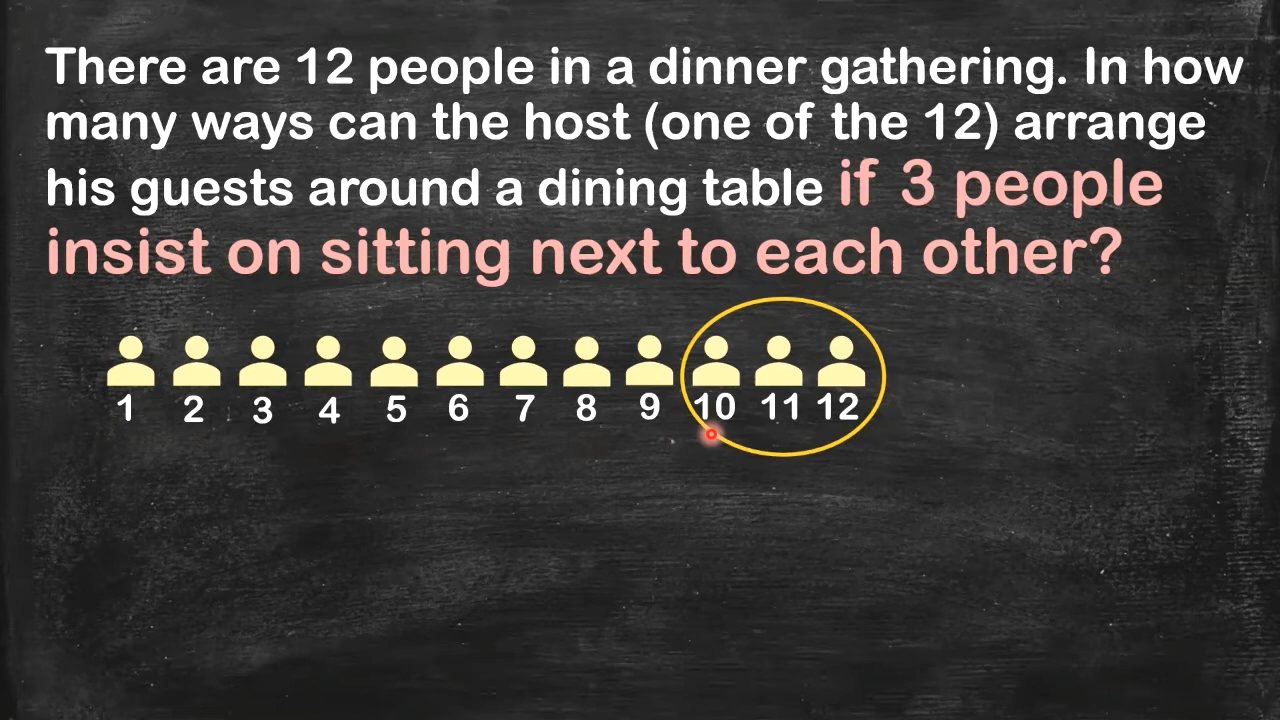 There are 12 people in a dinner gathering. In how
many ways can the host (one of the 12) arrange
his guests around a dining table if 3 people
insist on sitting next to each other?
1 2 3 4 5 6 7 8 9 10 11 12